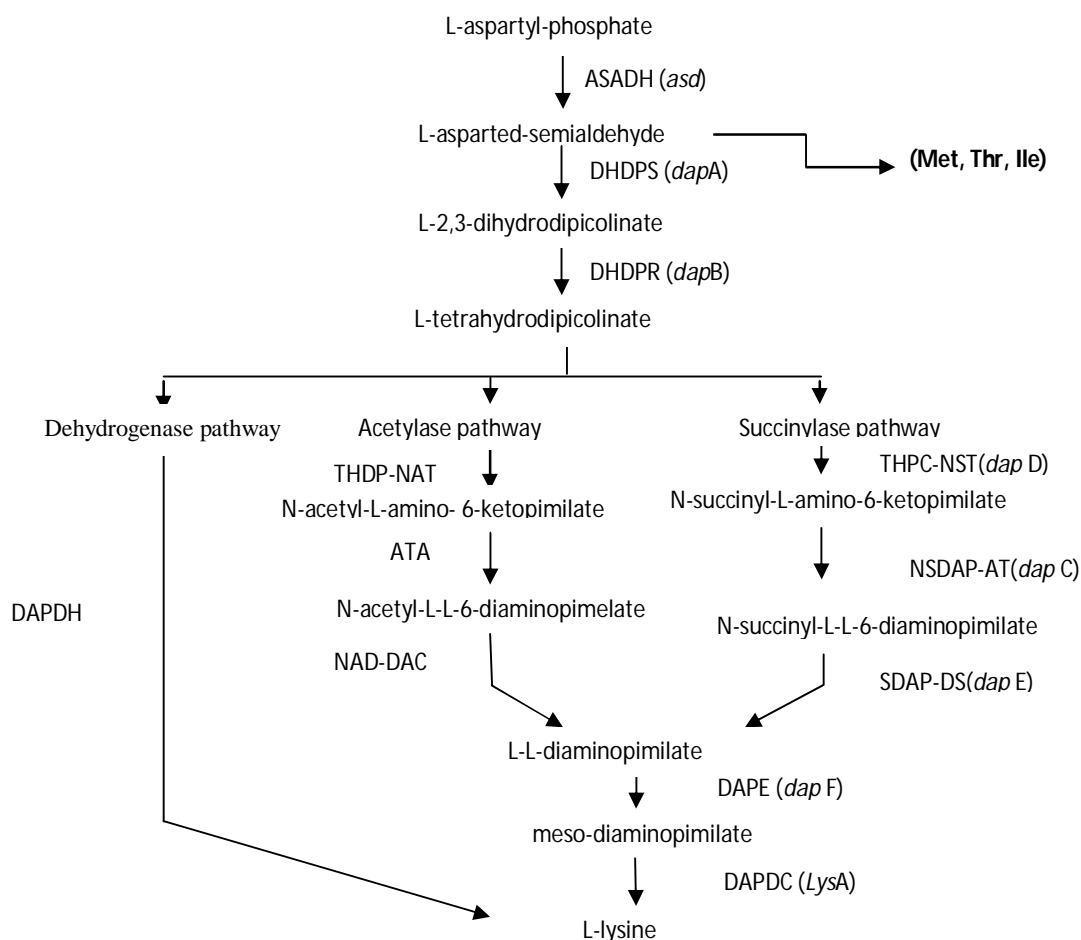 L-aspartyl-phosphate
ASADH (asd)
L-asparted-semialdehyde
(Met, Thr, Ile)
DHDPS (dapA)
L-2,3-dihydrodipicolinate
DHDPR (dapB)
L-tetrahydrodipicolinate
Dehydrogenase pathway
Acetylase pathway
Succinylase pathway
THDP-NAT
THPC-NST(dap D)
N-acetyl-L-amino- 6-ketopimilate
N-succinyl-L-amino-6-ketopimilate
ATA
NSDAP-AT(dap C)
DAPDH
N-acetyl-L-L-6-diaminopimelate
N-succinyl-L-L-6-diaminopimilate
NAD-DAC
SDAP-DS(dap E)
L-L-diaminopimilate
DAPE (dap F)
meso-diaminopimilate
DAPDC (LysA)
L-lysine